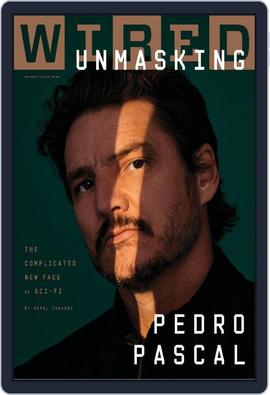 WIRED
UNMASKING
THE
COMPLICATED
NEW FACE
OF SCI-FI
PEDRO
PASCAL